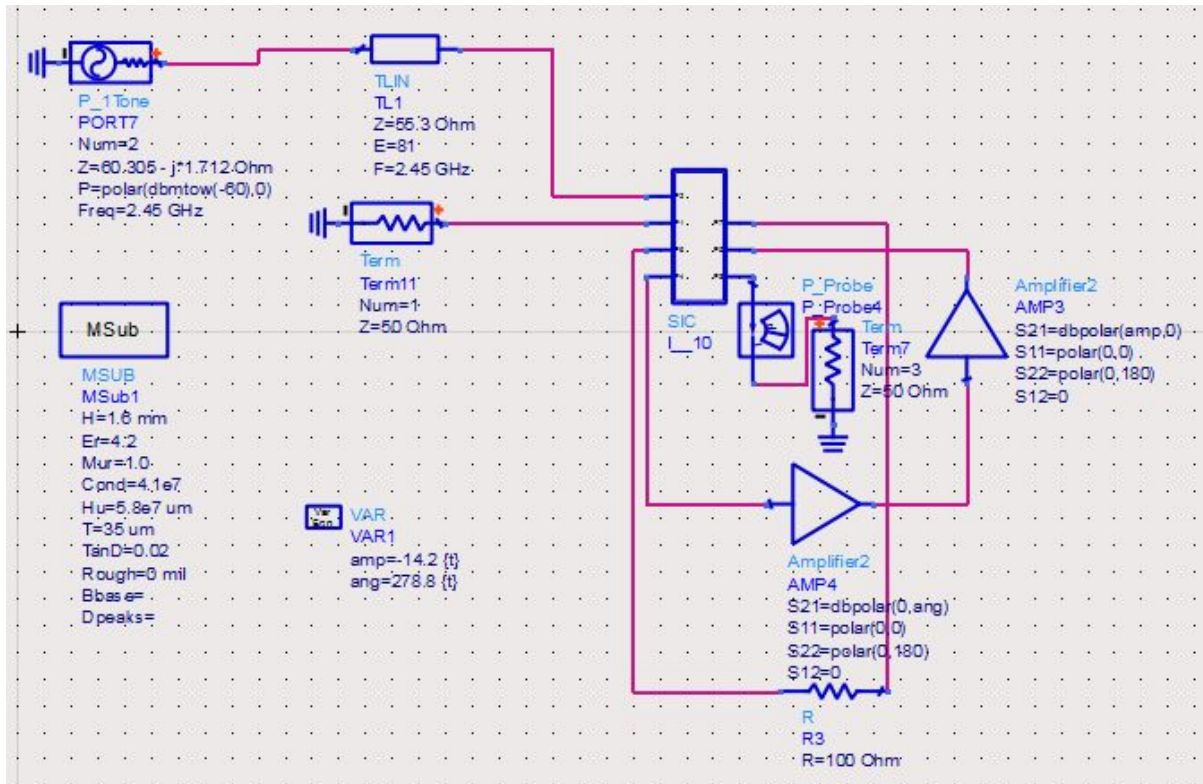 P_1Tone
PORT7
Num=2
Z=60.305 - j*1.712 Ohm
P=polar(dbmtow(-60),0)
Freq=2.45 GHz
TLIN
TL1
Z=55.3 Ohm
E=81
F=2.45 GHz
Term
Term11
Num=1
Z=50 Ohm
SIC
I__10
P_Probe
P_Probe4
Term
Term7
Num=3
Z=50 Ohm
Amplifier2
AMP3
S21=dbpolar(amp,0)
S11=polar(0,0)
S22=polar(0,180)
S12=0
MSub
MSUB
MSub1
H=1.6 mm
Er=4.2
Mur=1.0
Cond=4.1e7
Hu=5.8e7 um
T=35 um
TanD=0.02
Rough=0 mil
Bbase=
Dpeaks=
Var
Eqn
VAR
VAR1
amp=-14.2 {t}
ang=278.8 {t}
Amplifier2
AMP4
S21=dbpolar(0,ang)
S11=polar(0,0)
S22=polar(0,180)
S12=0
R
R3
R=100 Ohm